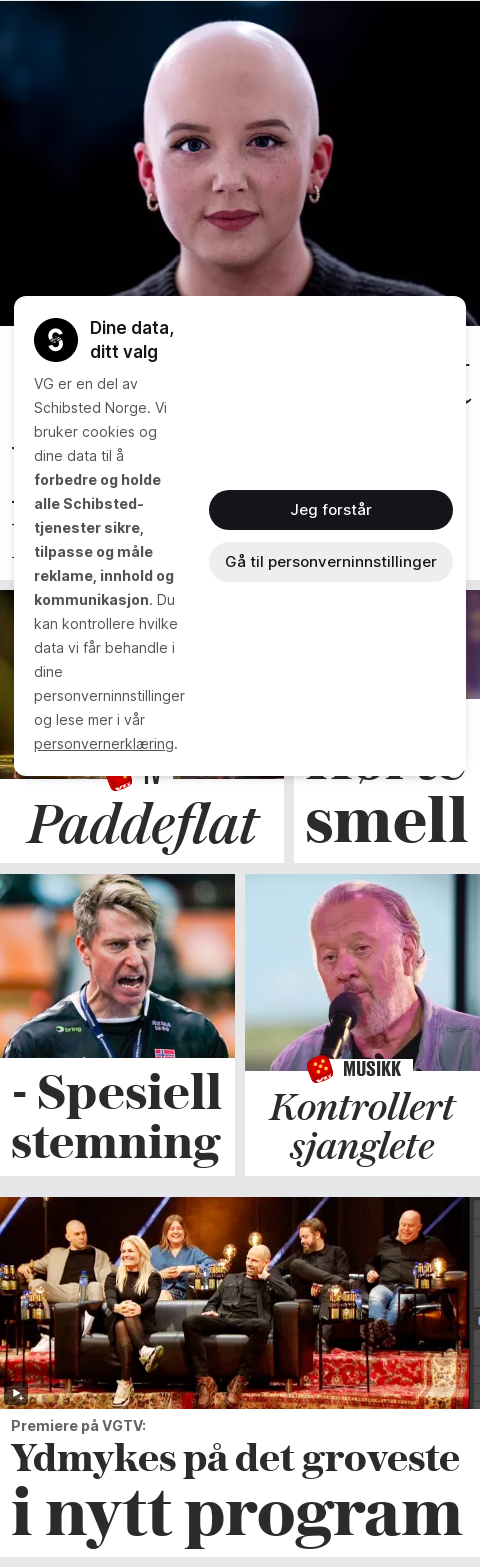 Dine data,
ditt valg
VG er en del av
Schibsted Norge. Vi
bruker cookies og
dine data til å
forbedre og holde
alle Schibsted-
tjenester sikre,
tilpasse og måle
reklame, innhold og
kommunikasjon. Du
kan kontrollere hvilke
data vi får behandle i
dine
personverninnstillinger
og lese mer i vår
personvernerklæring.
Jeg forstår
Gå til personverninnstillinger
TV
Paddeflat
smell
- Spesiell
stemning
MUSIKK
Kontrollert
sjanglete
Premiere på VGTV:
Ydmykes på det groveste
i nytt program